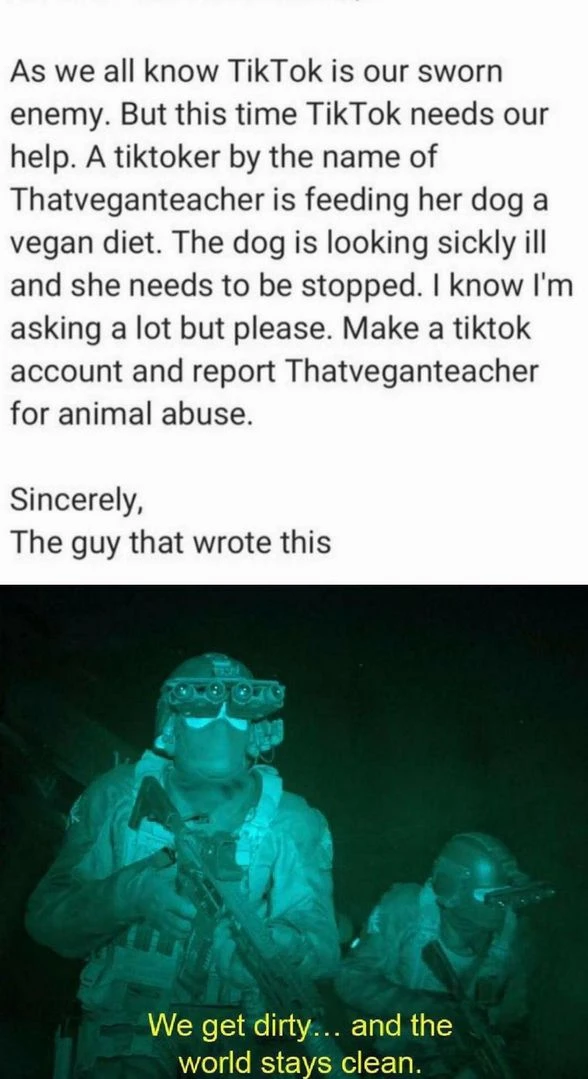 As we all know TikTok is our sworn
enemy. But this time TikTok needs our
help. A tiktoker by the name of
Thatveganteacher is feeding her dog a
vegan diet. The dog is looking sickly ill
and she needs to be stopped. I know I'm
asking a lot but please. Make a tiktok
account and report Thatveganteacher
for animal abuse.
Sincerely,
The guy that wrote this
We get dirty... and the
world stays clean.